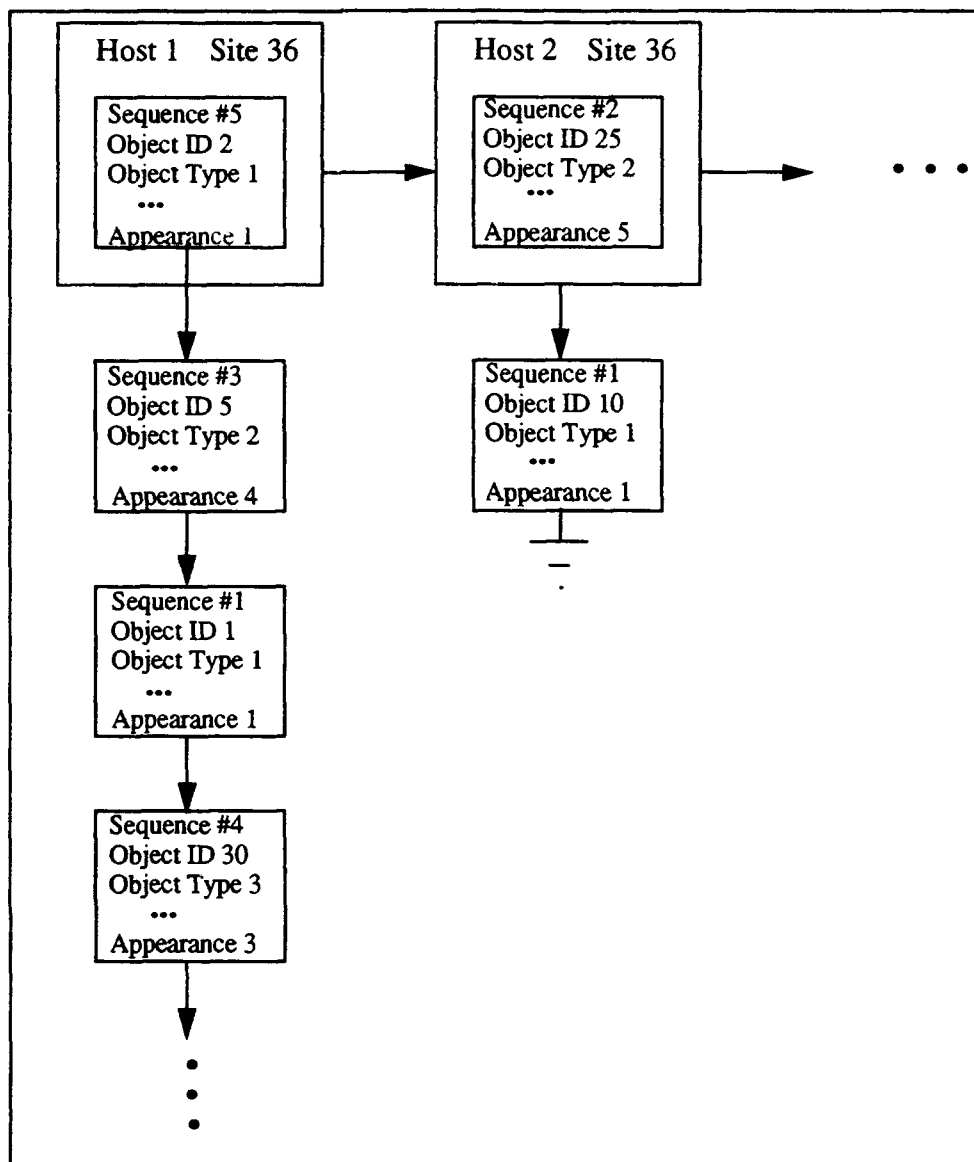 Host 1 Site 36
Sequence #5
Object ID 2
Object Type 1
•••
Appearance 1
Host 2 Site 36
Sequence #2
Object ID 25
Object Type 2
•••
Appearance 5
• • •
Sequence #3
Object ID 5
Object Type 2
•••
Appearance 4
Sequence #1
Object ID 10
Object Type 1
•••
Appearance 1
Sequence #1
Object ID 1
Object Type 1
•••
Appearance 1
Sequence #4
Object ID 30
Object Type 3
•••
Appearance 3